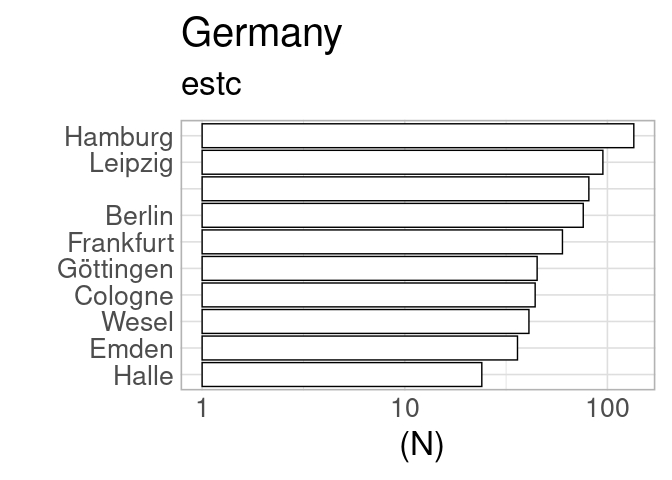 Germany
estc
Hamburg
Leipzig
Berlin
Frankfurt
Göttingen
Cologne
Wesel
Emden
Halle
1 10 100
(N)